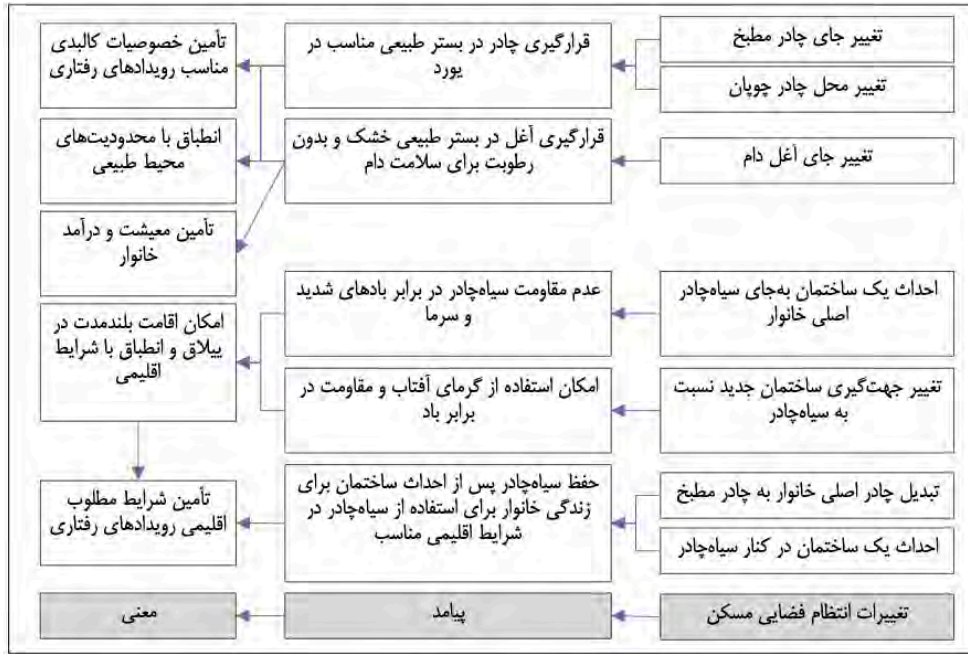 تغییر جای چادر مطبخ
تغییر محل چادر چوپان
قرارگیری چادر در بستر طبیعی مناسب در
یورد
تأمین خصوصیات کالبدی
مناسب رویدادهای رفتاری
تغییر جای آغل دام
قرارگیری آغل در بستر طبیعی خشک و بدون
رطوبت برای سلامت دام
انطباق با محدودیت‌های
محیط طبیعی
تأمین معیشت و درآمد
خانوار
احداث یک ساختمان به‌جای سیاه‌چادر
اصلی خانوار
عدم مقاومت سیاه‌چادر در برابر بادهای شدید
و سرما
امکان اقامت بلندمدت در
ییلاق و انطباق با شرایط
اقلیمی
تغییر جهت‌گیری ساختمان جدید نسبت
به سیاه‌چادر
امکان استفاده از گرمای آفتاب و مقاومت در
برابر باد
تبدیل چادر اصلی خانوار به چادر مطبخ
احداث یک ساختمان در کنار سیاه‌چادر
حفظ سیاه‌چادر پس از احداث ساختمان برای
زندگی خانوار برای استفاده از سیاه‌چادر در
شرایط اقلیمی مناسب
تأمین شرایط مطلوب
اقلیمی رویدادهای رفتاری
تغییرات انتظام فضایی مسکن
پیامد
معنی